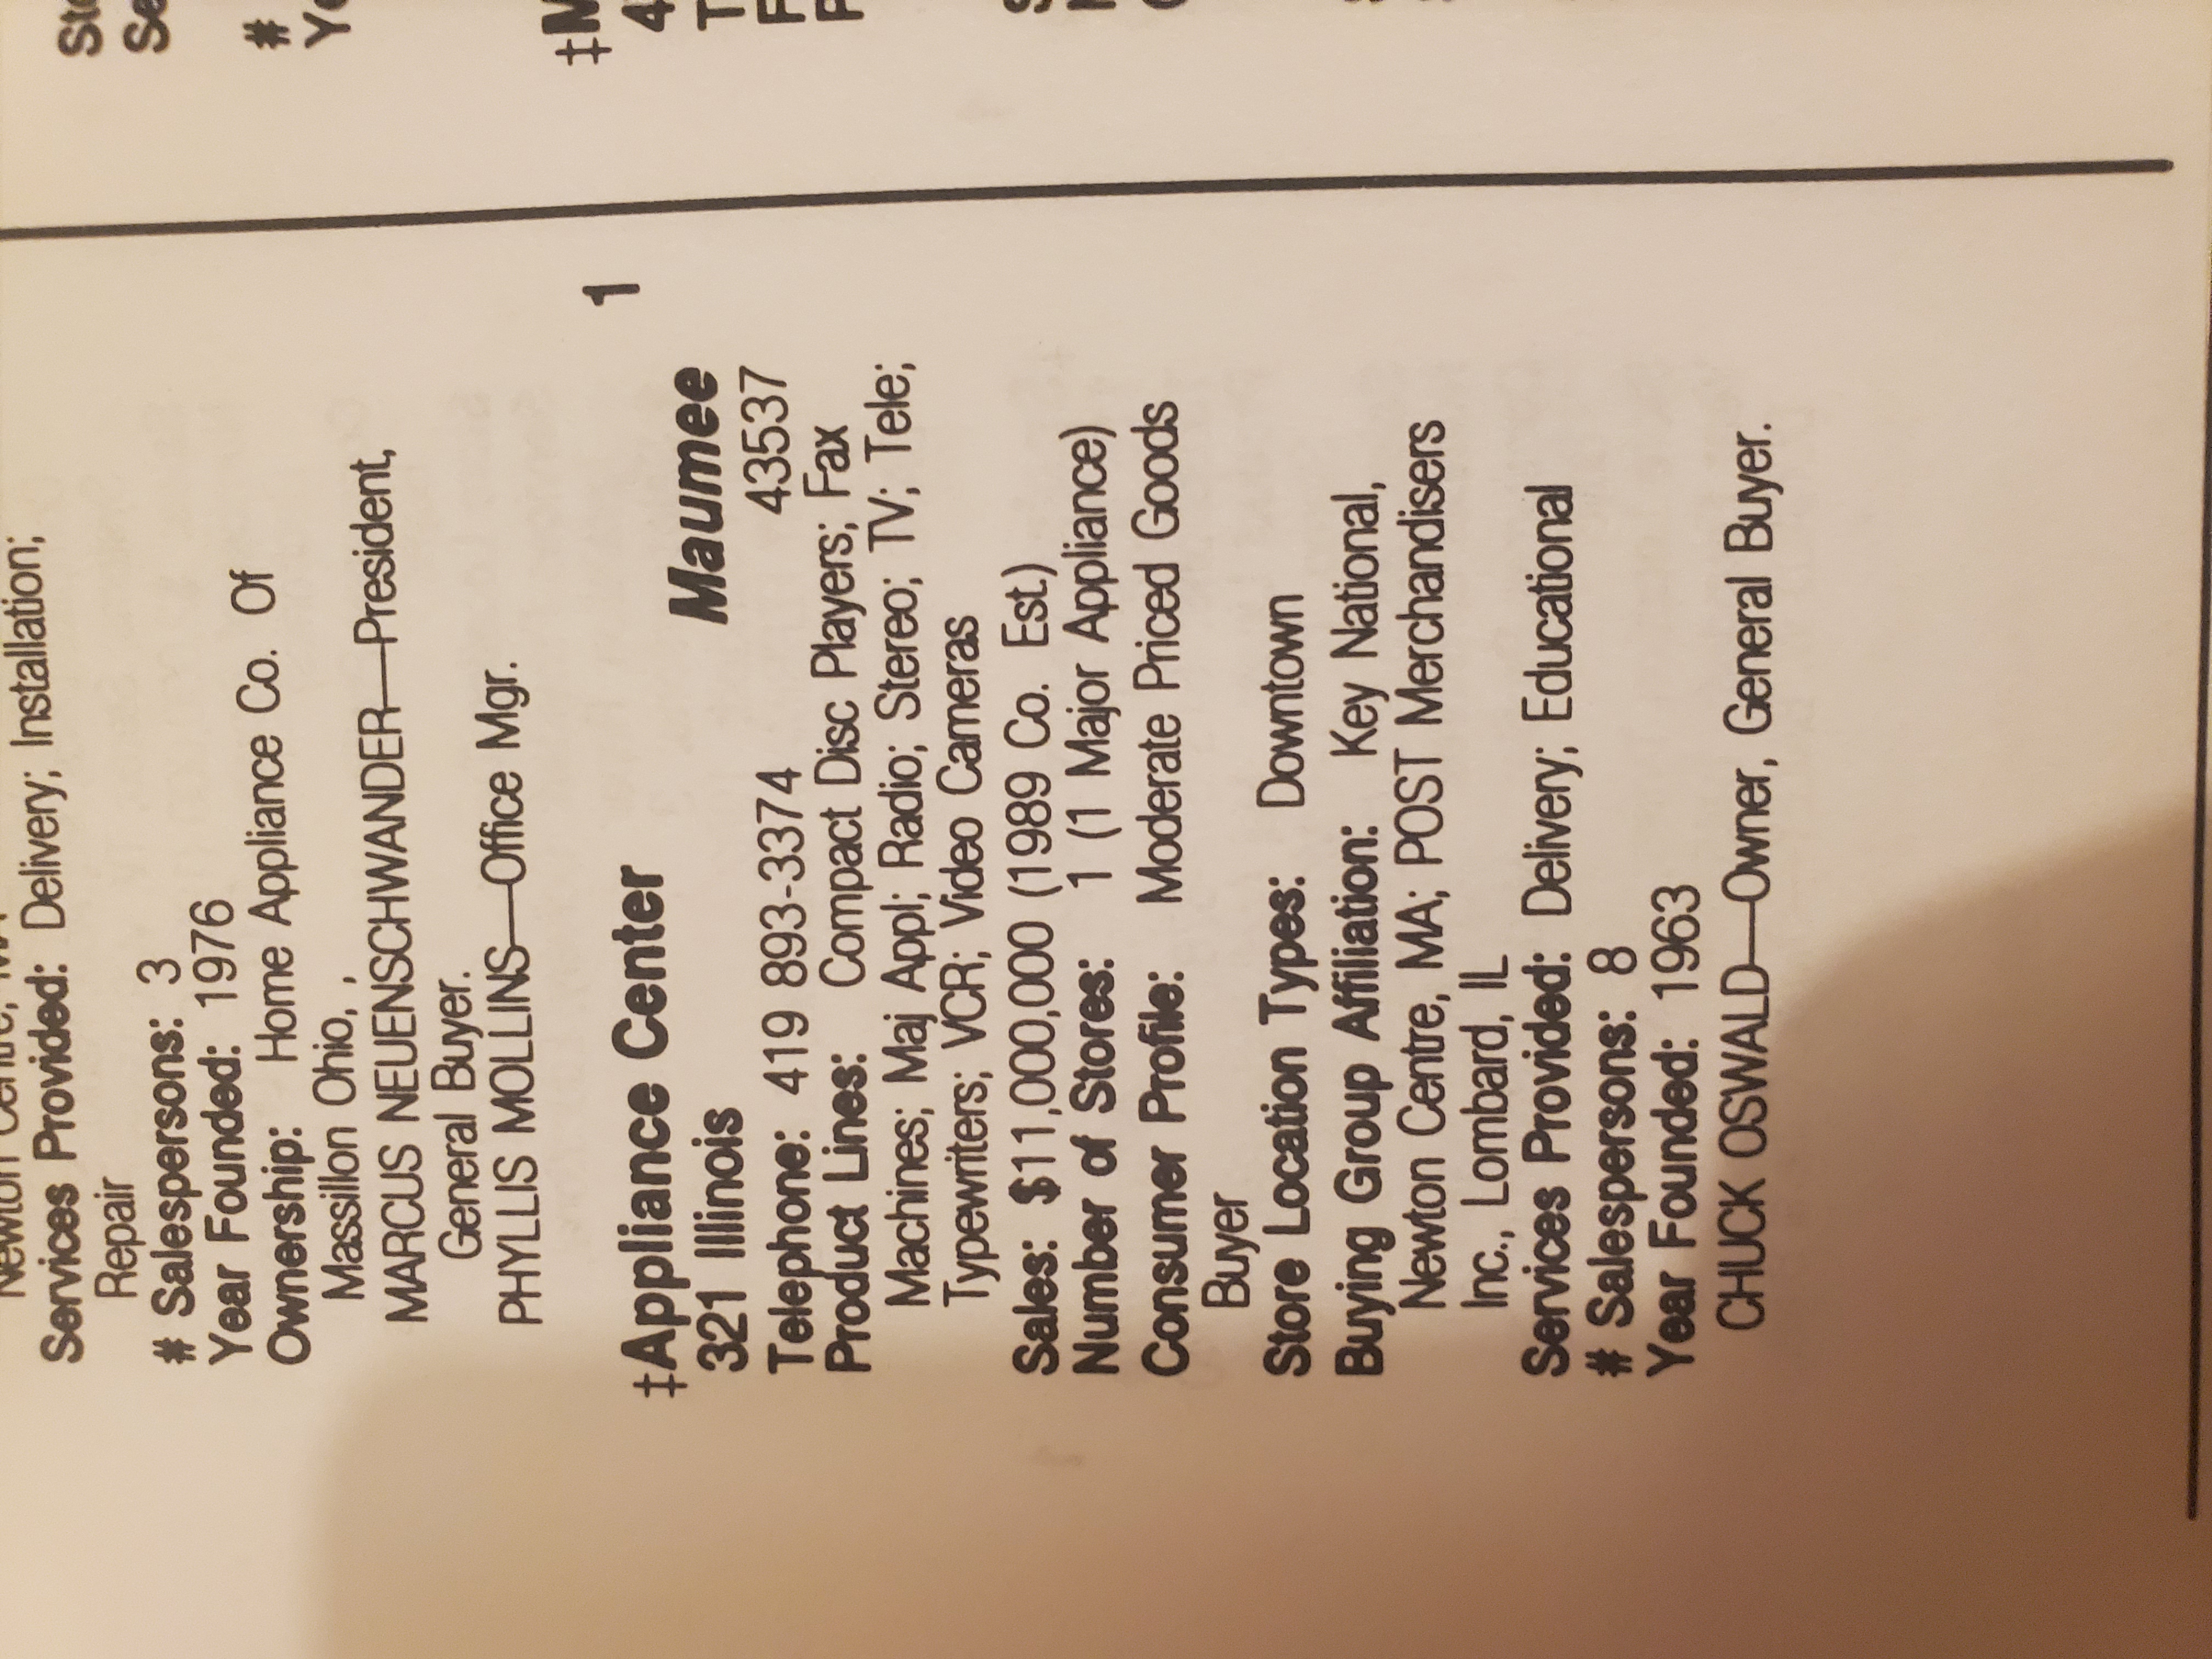 Services Provided: Delivery; Installation;
Repair
# Salespersons: 3
Year Founded: 1976
Ownership: Home Appliance Co. Of
Massillon Ohio, ,
MARCUS NEUENSCHWANDER—President,
General Buyer.
PHYLLIS MOLLINS—Office Mgr.
1
‡Appliance Center
321 Illinois Maumee
Telephone: 419 893-3374 43537
Product Lines: Compact Disc Players; Fax
Machines; Maj Appl; Radio; Stereo; TV; Tele;
Typewriters; VCR; Video Cameras
Sales: $11,000,000 (1989 Co. Est.)
Number of Stores: 1 (1 Major Appliance)
Consumer Profile: Moderate Priced Goods
Buyer
Store Location Types: Downtown
Buying Group Affiliation: Key National,
Newton Centre, MA; POST Merchandisers
Inc., Lombard, IL
Services Provided: Delivery; Educational
# Salespersons: 8
Year Founded: 1963
CHUCK OSWALD—Owner, General Buyer.